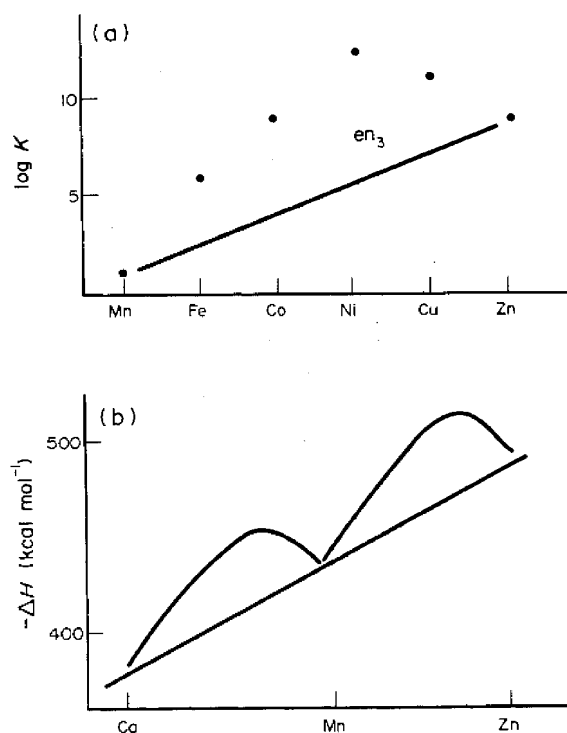 (a)
log K
10
5
en₃
Mn Fe Co Ni Cu Zn
(b)
-ΔH (kcal mol⁻¹)
500
400
Ca Mn Zn